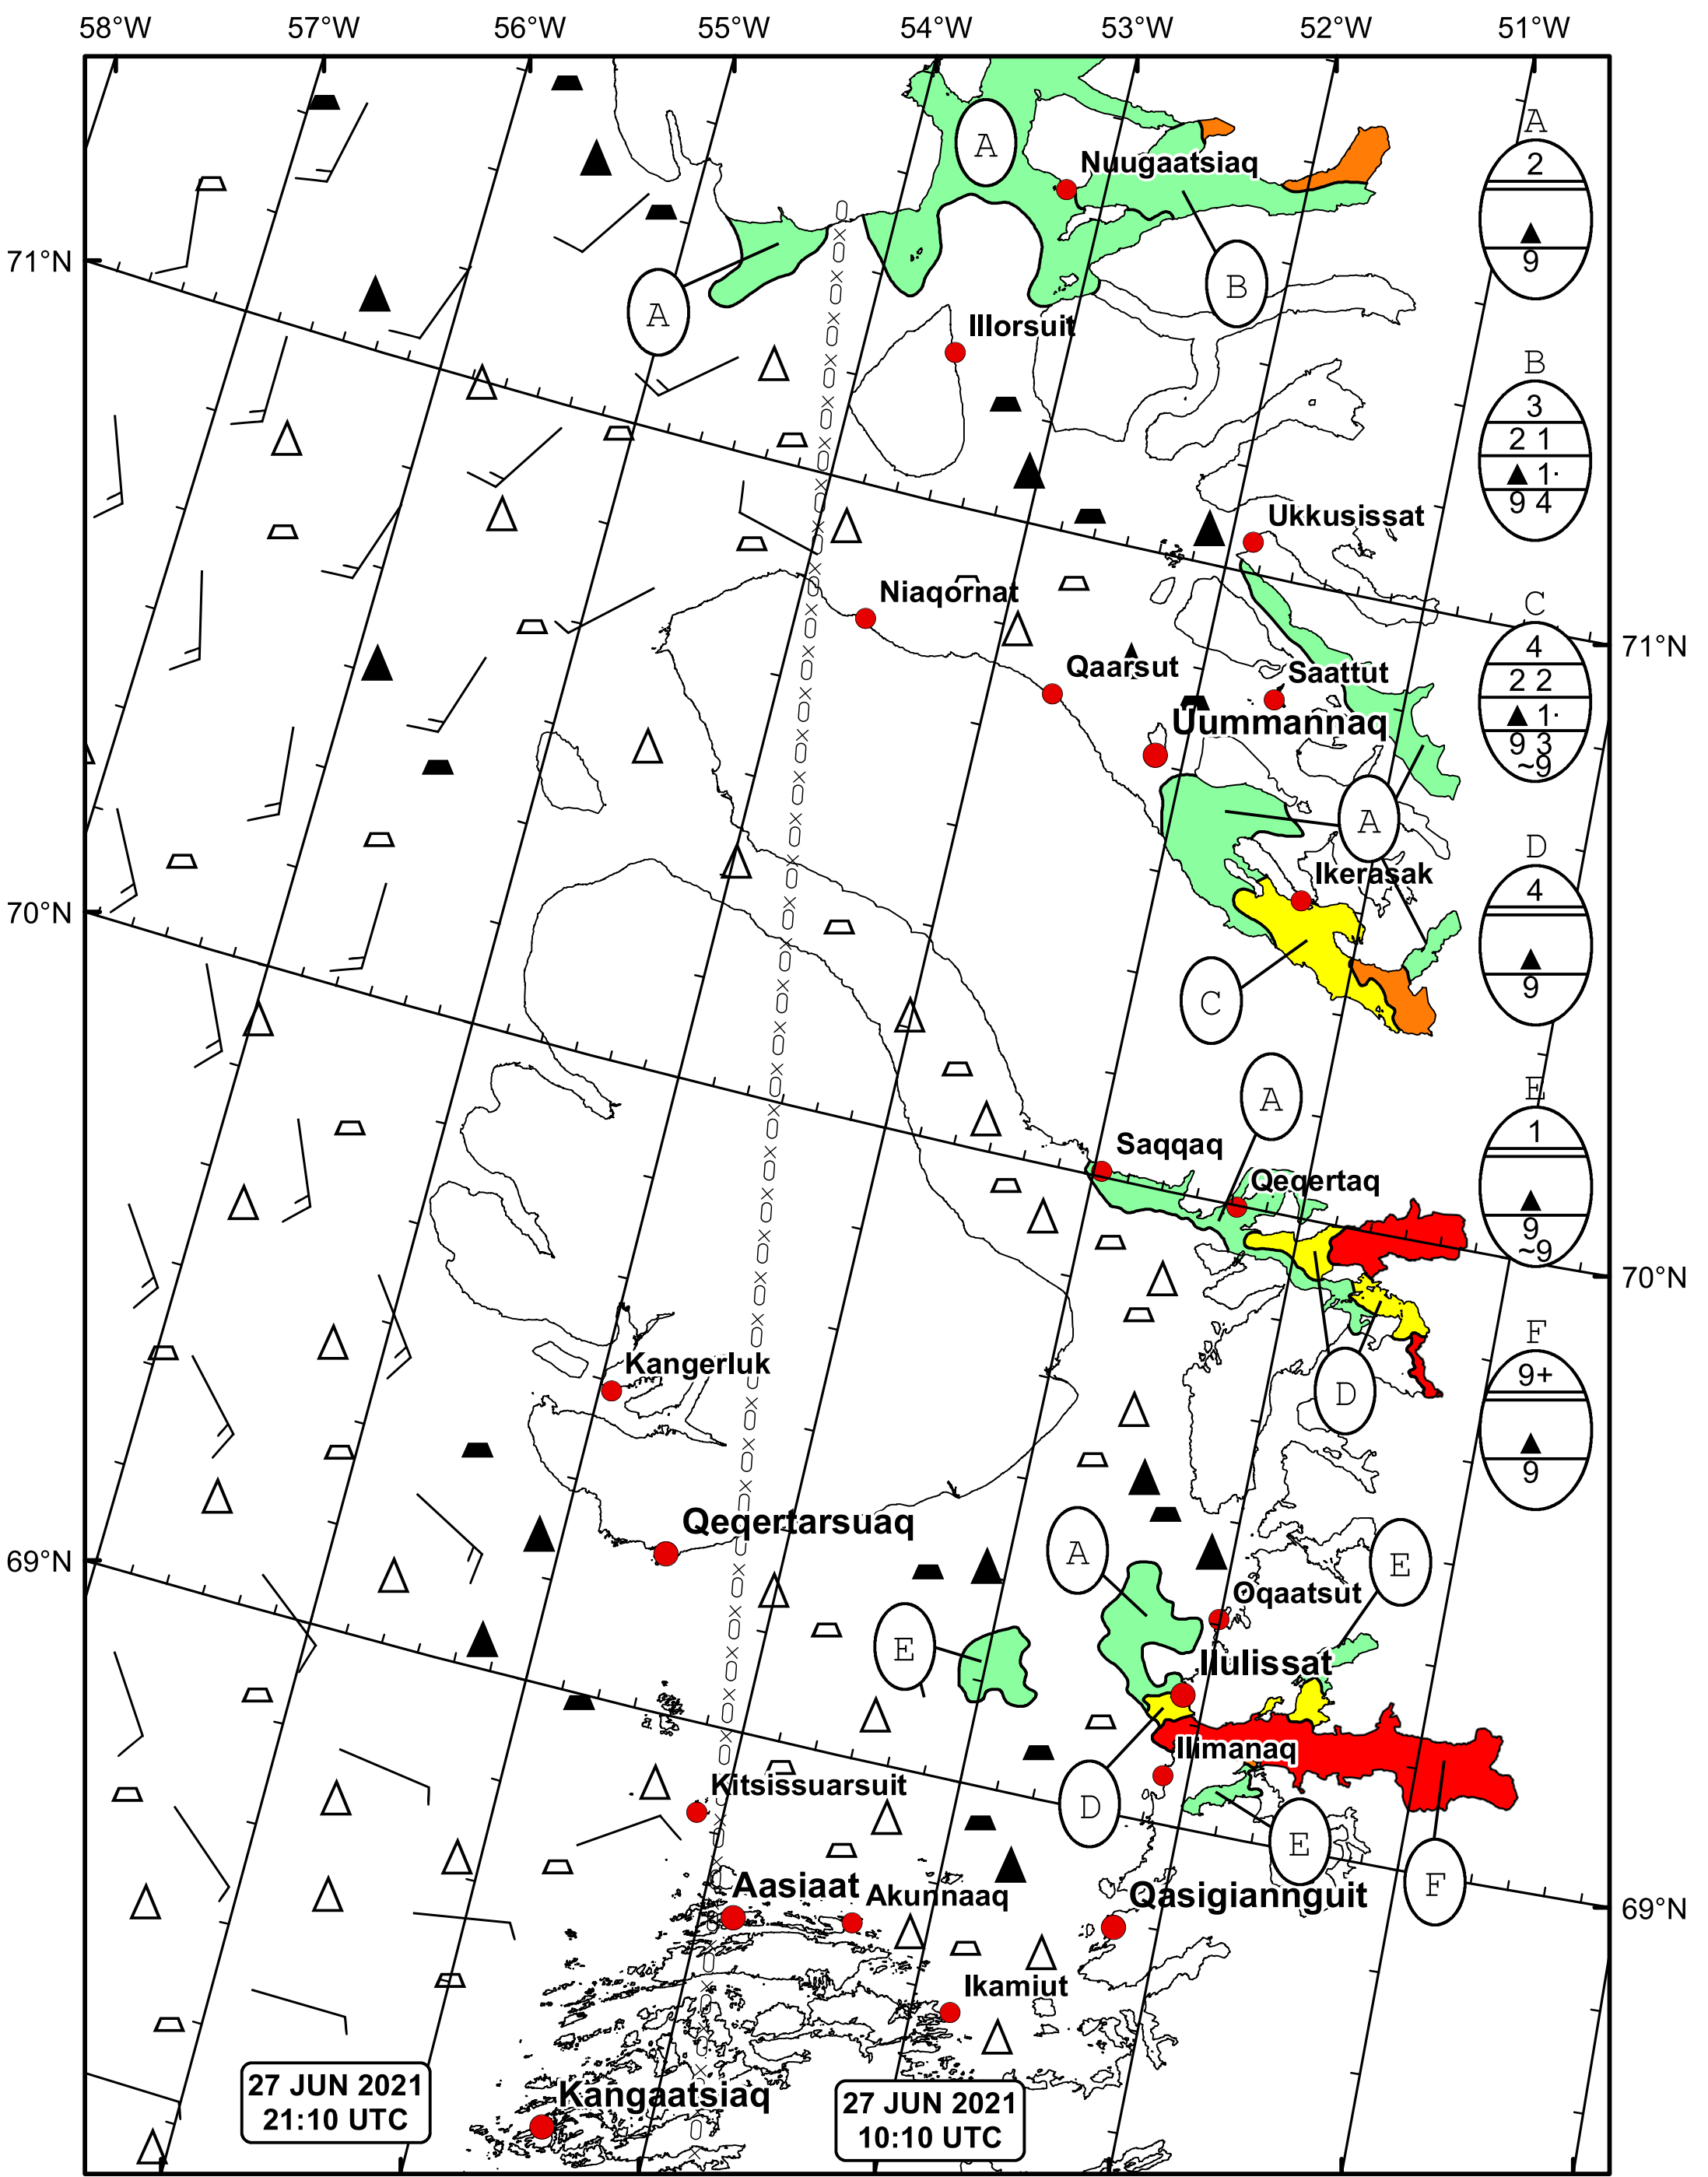 58°W 57°W 56°W 55°W 54°W 53°W 52°W 51°W
A
2
9
A
Nuugaatsiaq
71°N
B
A
Illorsuit
B
3
2 1
1·
9 4
Ukkusissat
Niaqornat
C
4
2 2
1·
9 3
~9
71°N
Qaarsut
Saattut
Uummannaq
A
Ikerasak
D
4
9
70°N
C
A
E
1
9
~9
Saqqaq
Qeqertaq
70°N
F
9+
9
Kangerluk
D
Qeqertarsuaq
A
E
Oqaatsut
E
69°N
Ilulissat
Ilimanaq
Kitsissuarsuit
D
E
F
Aasiaat
Akunnaaq
Qasigiannguit
69°N
Ikamiut
27 JUN 2021
21:10 UTC
27 JUN 2021
10:10 UTC
Kangaatsiaq